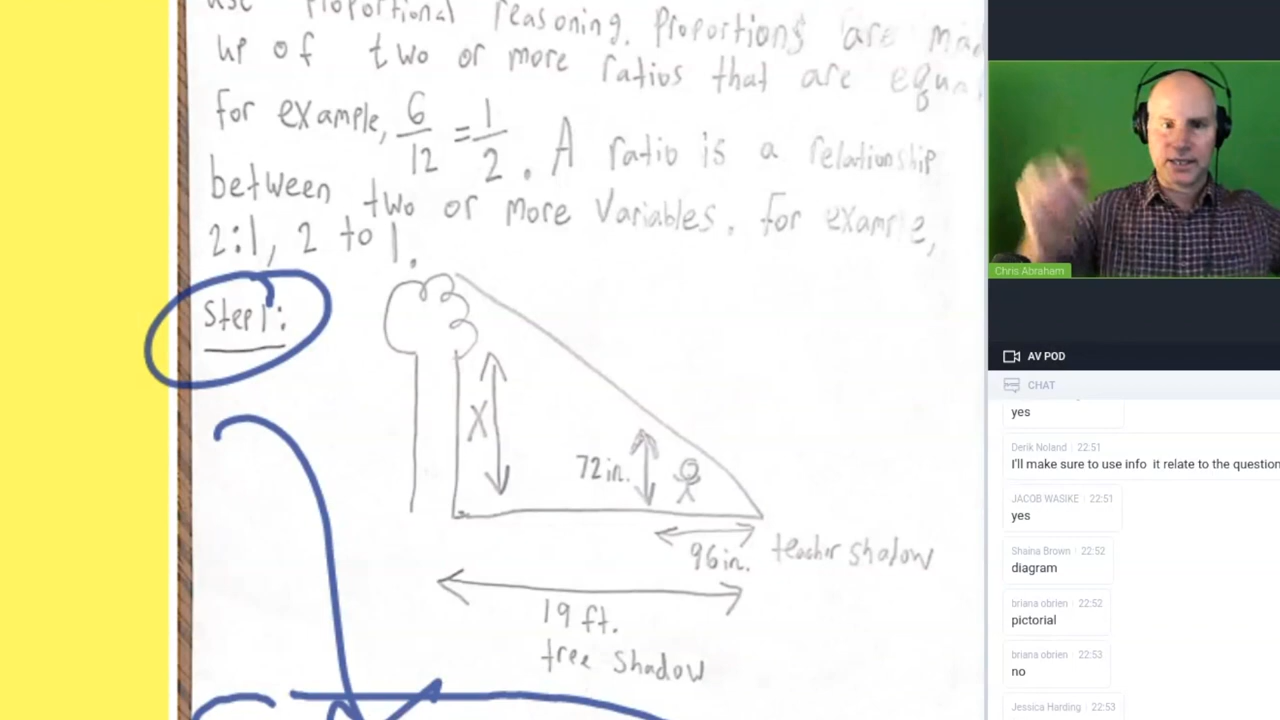 use proportional reasoning. Proportions are mad
up of two or more ratios that are equa
for example, 6/12 = 1/2. A ratio is a relationship
between two or more variables. for example,
2:1, 2 to 1.
Step 1:
X
72 in.
96 in. teacher shadow
19 ft.
tree shadow
Chris Abraham
AV POD
CHAT
yes
Derik Noland 22:51
I'll make sure to use info it relate to the question
JACOB WASIKE 22:51
yes
Shaina Brown 22:52
diagram
briana obrien 22:52
pictorial
briana obrien 22:53
no
Jessica Harding 22:53